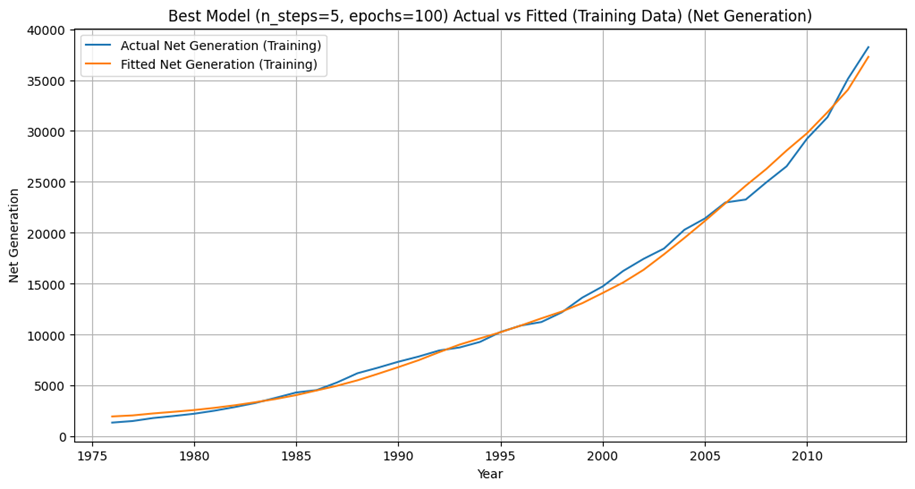 Best Model (n_steps=5, epochs=100) Actual vs Fitted (Training Data) (Net Generation)
Actual Net Generation (Training)
Fitted Net Generation (Training)
40000
35000
30000
25000
20000
15000
10000
5000
0
Net Generation
1975 1980 1985 1990 1995 2000 2005 2010
Year